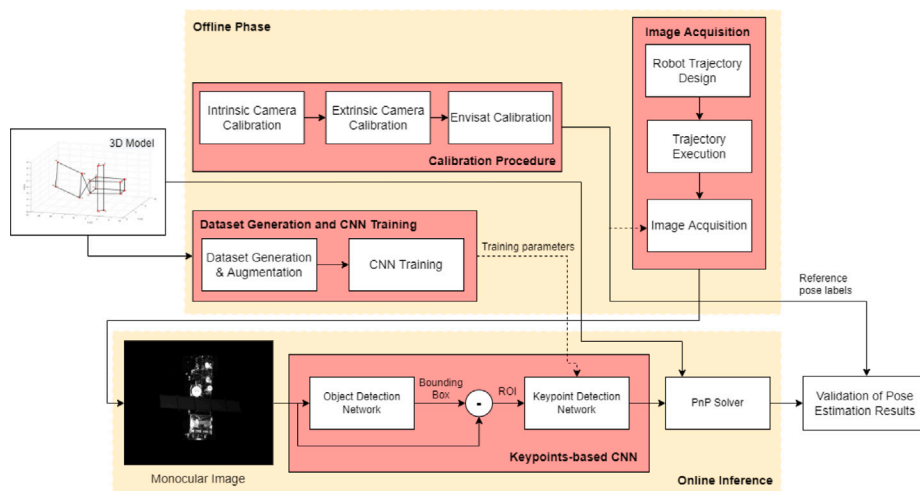 Offline Phase
Image Acquisition
Robot Trajectory
Design
Intrinsic Camera
Calibration
Extrinsic Camera
Calibration
Envisat Calibration
Trajectory
Execution
3D Model
Calibration Procedure
Dataset Generation and CNN Training
Image Acquisition
Training parameters
Dataset Generation
& Augmentation
CNN Training
Reference
pose labels
Bounding
Box
ROI
Object Detection
Network
-
Keypoint Detection
Network
PnP Solver
Validation of Pose
Estimation Results
Keypoints-based CNN
Monocular Image
Online Inference